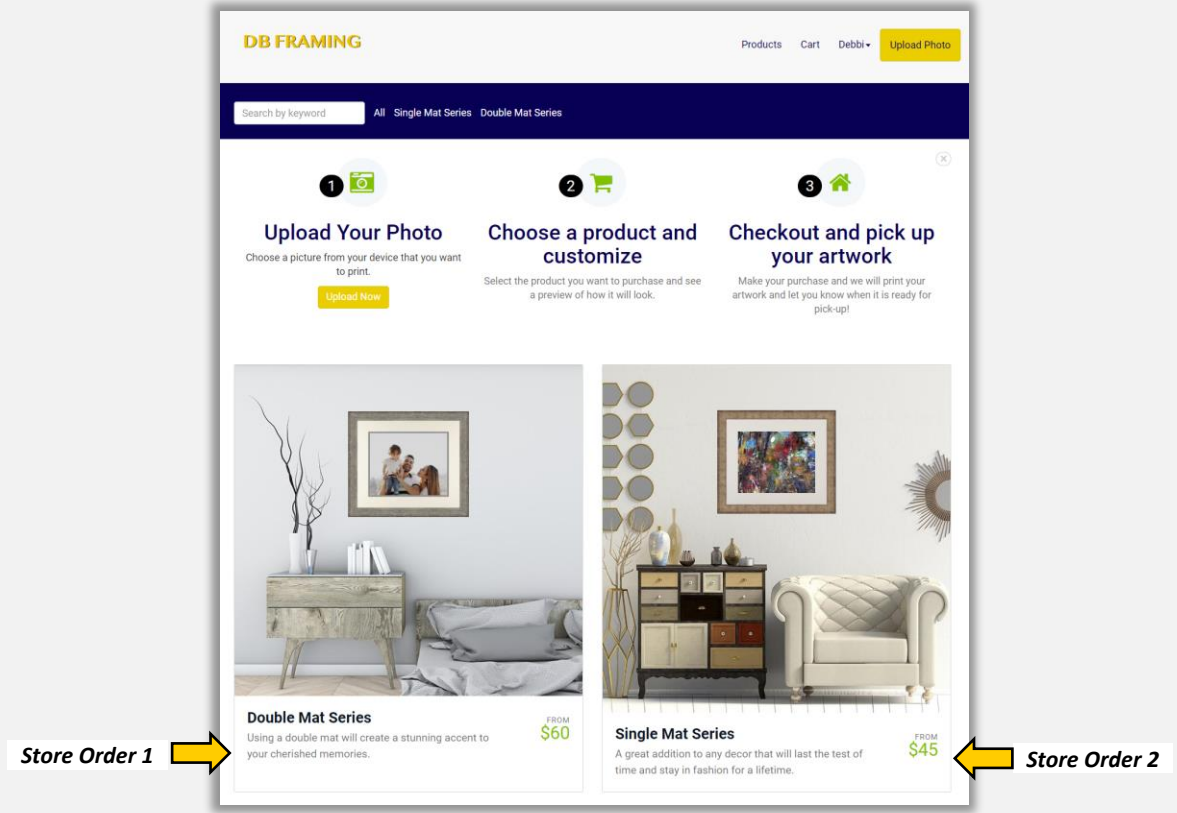 DB FRAMING
Products Cart Debbi Upload Photo
Search by keyword All Single Mat Series Double Mat Series
1
Upload Your Photo
Choose a picture from your device that you want
to print.
Upload Now
2
Choose a product and
customize
Select the product you want to purchase and see
a preview of how it will look.
3
Checkout and pick up
your artwork
Make your purchase and we will print your
artwork and let you know when it is ready for
pick-up!
Double Mat Series
Using a double mat will create a stunning accent to
your cherished memories.
FROM
$60
Single Mat Series
A great addition to any decor that will last the test of
time and stay in fashion for a lifetime.
FROM
$45
Store Order 1
Store Order 2